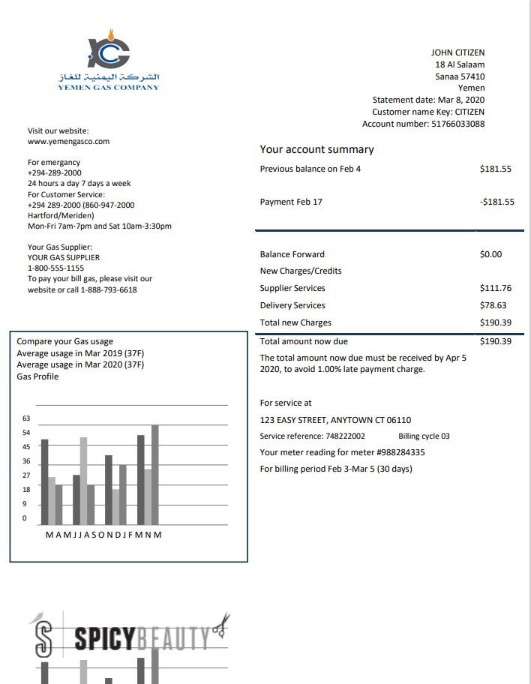 الشركة اليمنية للغاز
YEMEN GAS COMPANY
JOHN CITIZEN
18 Al Salaam
Sanaa 57410
Yemen
Statement date: Mar 8, 2020
Customer name Key: CITIZEN
Account number: 51766033088
Visit our website:
www.yemengasco.com
For emergancy
+294-289-2000
24 hours a day 7 days a week
For Customer Service:
+294 289-2000 (860-947-2000
Hartford/Meriden)
Mon-Fri 7am-7pm and Sat 10am-3:30pm
Your Gas Supplier:
YOUR GAS SUPPLIER
1-800-555-1155
To pay your bill gas, please visit our
website or call 1-888-793-6618
Your account summary
Previous balance on Feb 4 $181.55
Payment Feb 17 -$181.55
Balance Forward $0.00
New Charges/Credits
Supplier Services $111.76
Delivery Services $78.63
Total new Charges $190.39
Total amount now due $190.39
The total amount now due must be received by Apr 5
2020, to avoid 1.00% late payment charge.
For service at
123 EASY STREET, ANYTOWN CT 06110
Service reference: 748222002 Billing cycle 03
Your meter reading for meter #988284335
For billing period Feb 3-Mar 5 (30 days)
Compare your Gas usage
Average usage in Mar 2019 (37F)
Average usage in Mar 2020 (37F)
Gas Profile
63
54
45
36
27
18
9
0
M A M J J A S O N D J F M N M
S SPICYBEAUTY